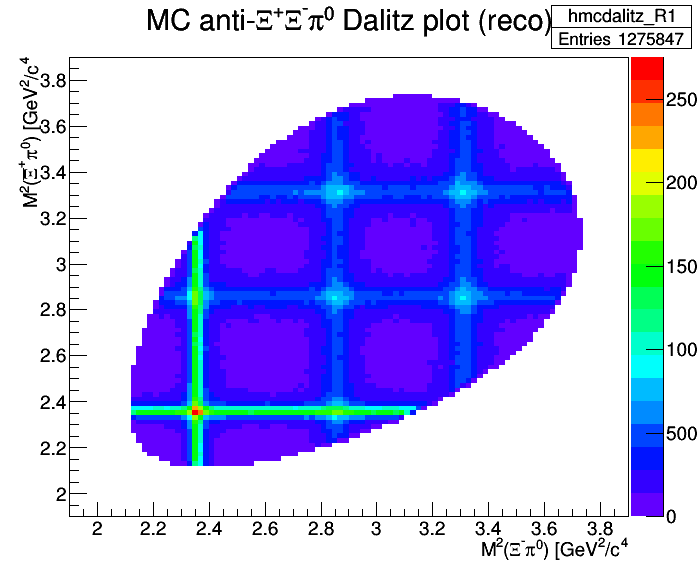 MC anti-Ξ⁺Ξ⁻π⁰ Dalitz plot (reco)
hmcdalitz_R1
Entries 1275847
M²(Ξ⁺π⁰) [GeV²/c⁴]
3.8
3.6
3.4
3.2
3
2.8
2.6
2.4
2.2
2
2 2.2 2.4 2.6 2.8 3 3.2 3.4 3.6 3.8
M²(Ξ⁻π⁰) [GeV²/c⁴]
250
200
150
100
500
0